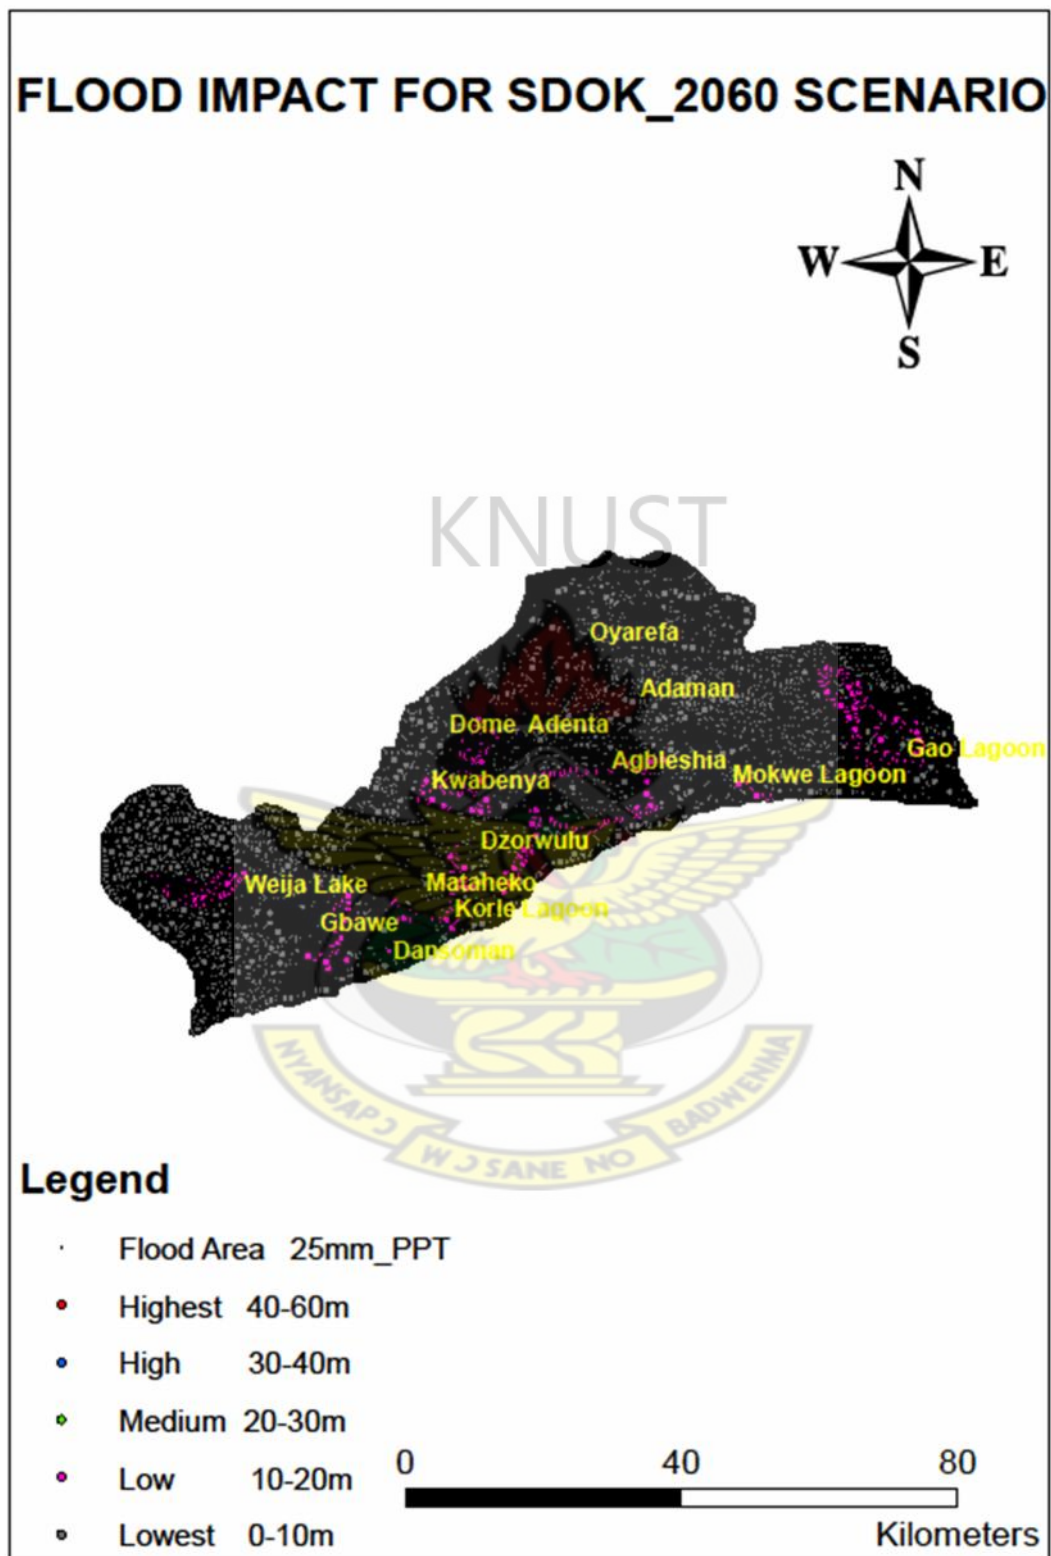 FLOOD IMPACT FOR SDOK_2060 SCENARIO
N
W E
S
KNUST
Oyarefa
Adaman
Dome Adenta
Gao Lagoon
Agbleshia
Mokwe Lagoon
Kwabenya
Dzorwulu
Weija Lake
Mataheko
Korle Lagoon
Gbawe
Dansoman
NYANSAPƆ
WƆSANE NO
BADWENMA
Legend
Flood Area 25mm_PPT
Highest 40-60m
High 30-40m
Medium 20-30m
Low 10-20m
Lowest 0-10m
0 40 80
Kilometers